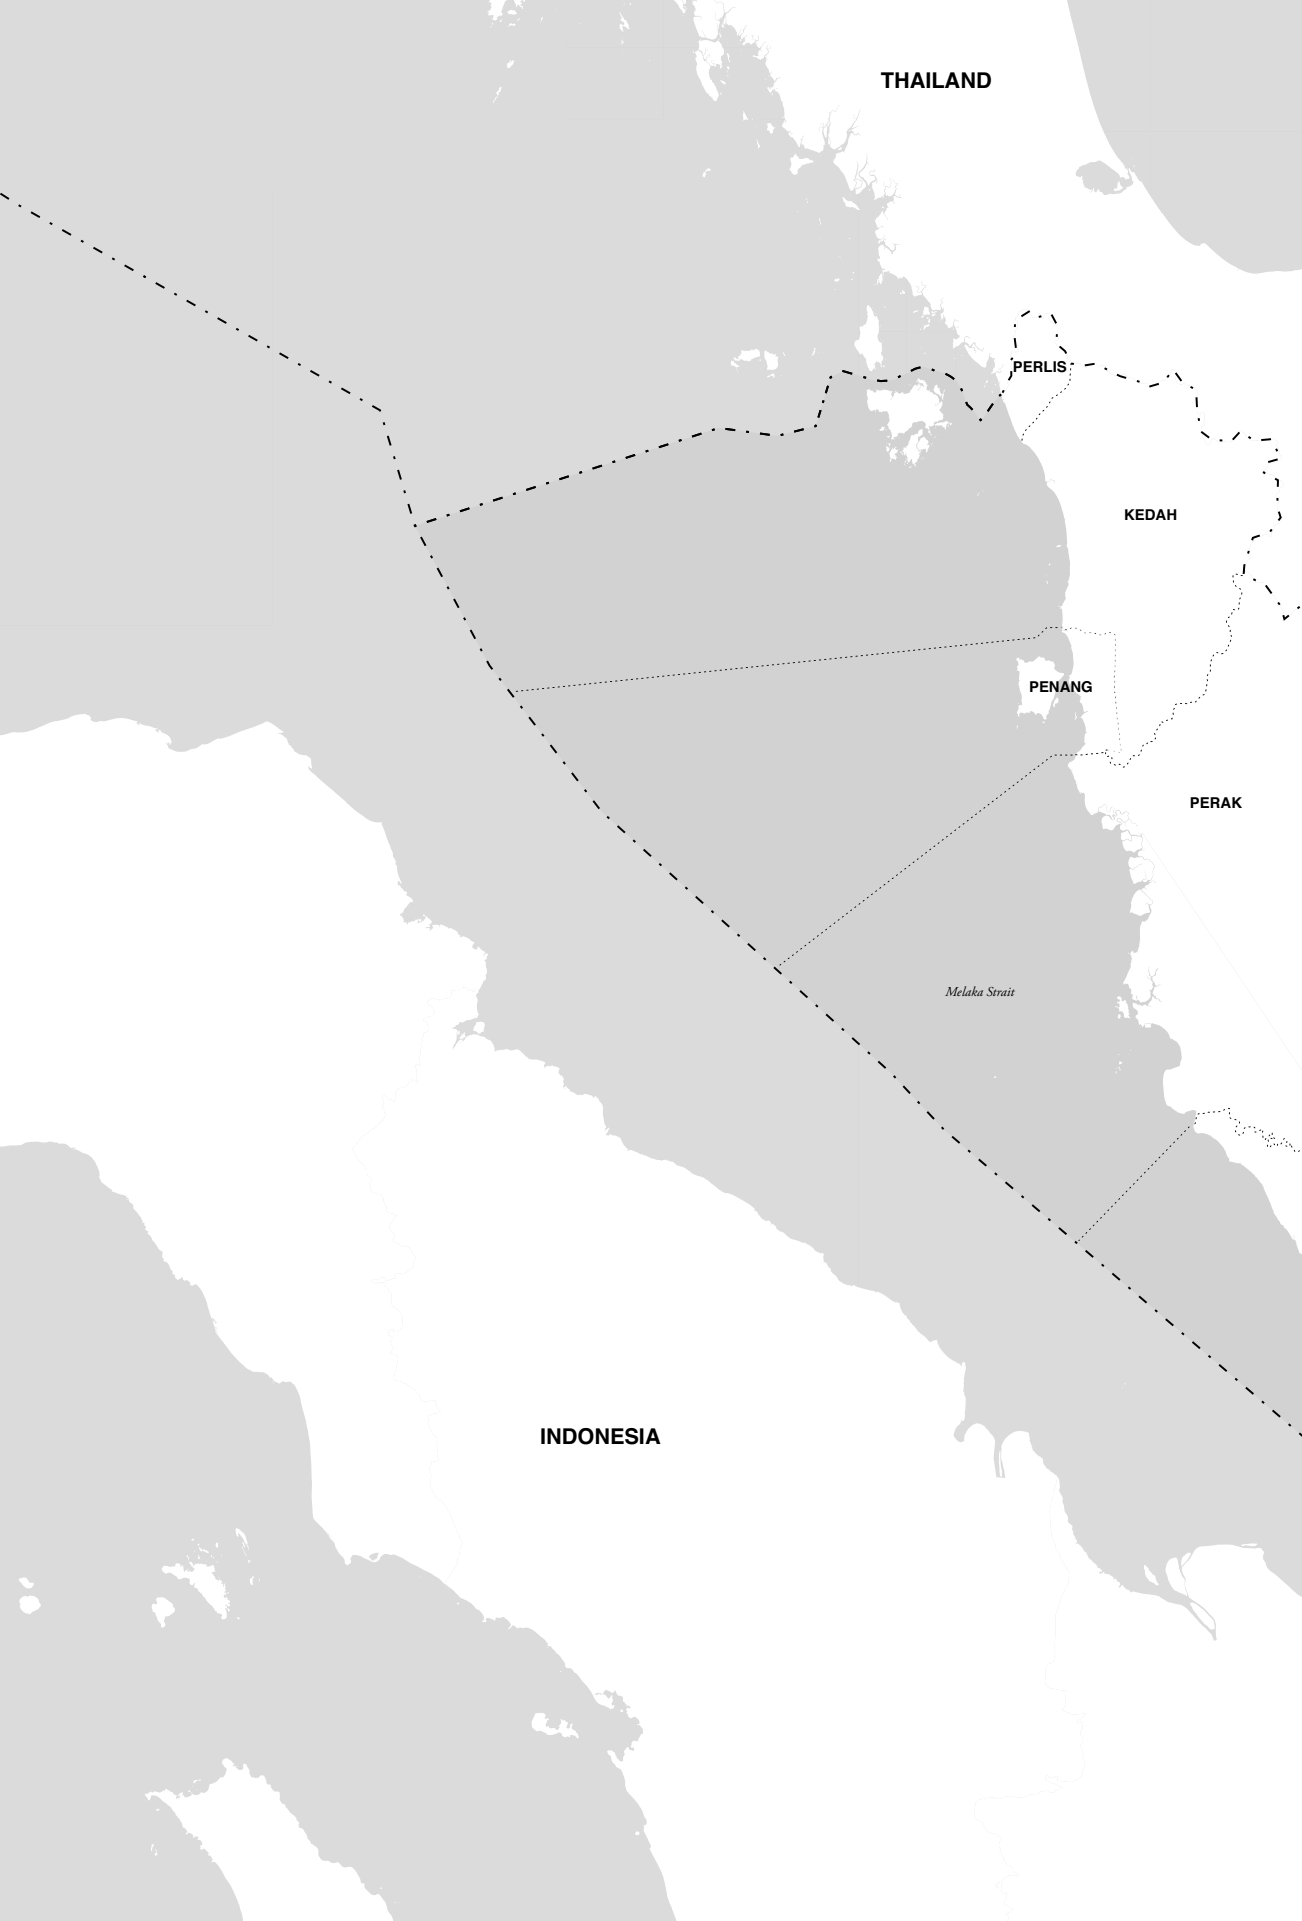 THAILAND
PERLIS
KEDAH
PENANG
PERAK
Melaka Strait
INDONESIA